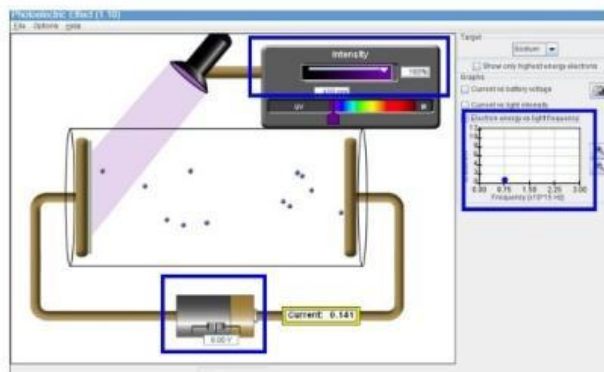 Photoelectric Effect (1.10)
File Options Help
Intensity
100%
UV
IR
Current: 0.141
0.00 V
Target
Sodium
Show only highest energy electrons
Graphs
Current vs battery voltage
Current vs light intensity
Electron energy vs light frequency
12
0.00 0.75 1.50 2.25 3.00
Frequency (x10^15 Hz)